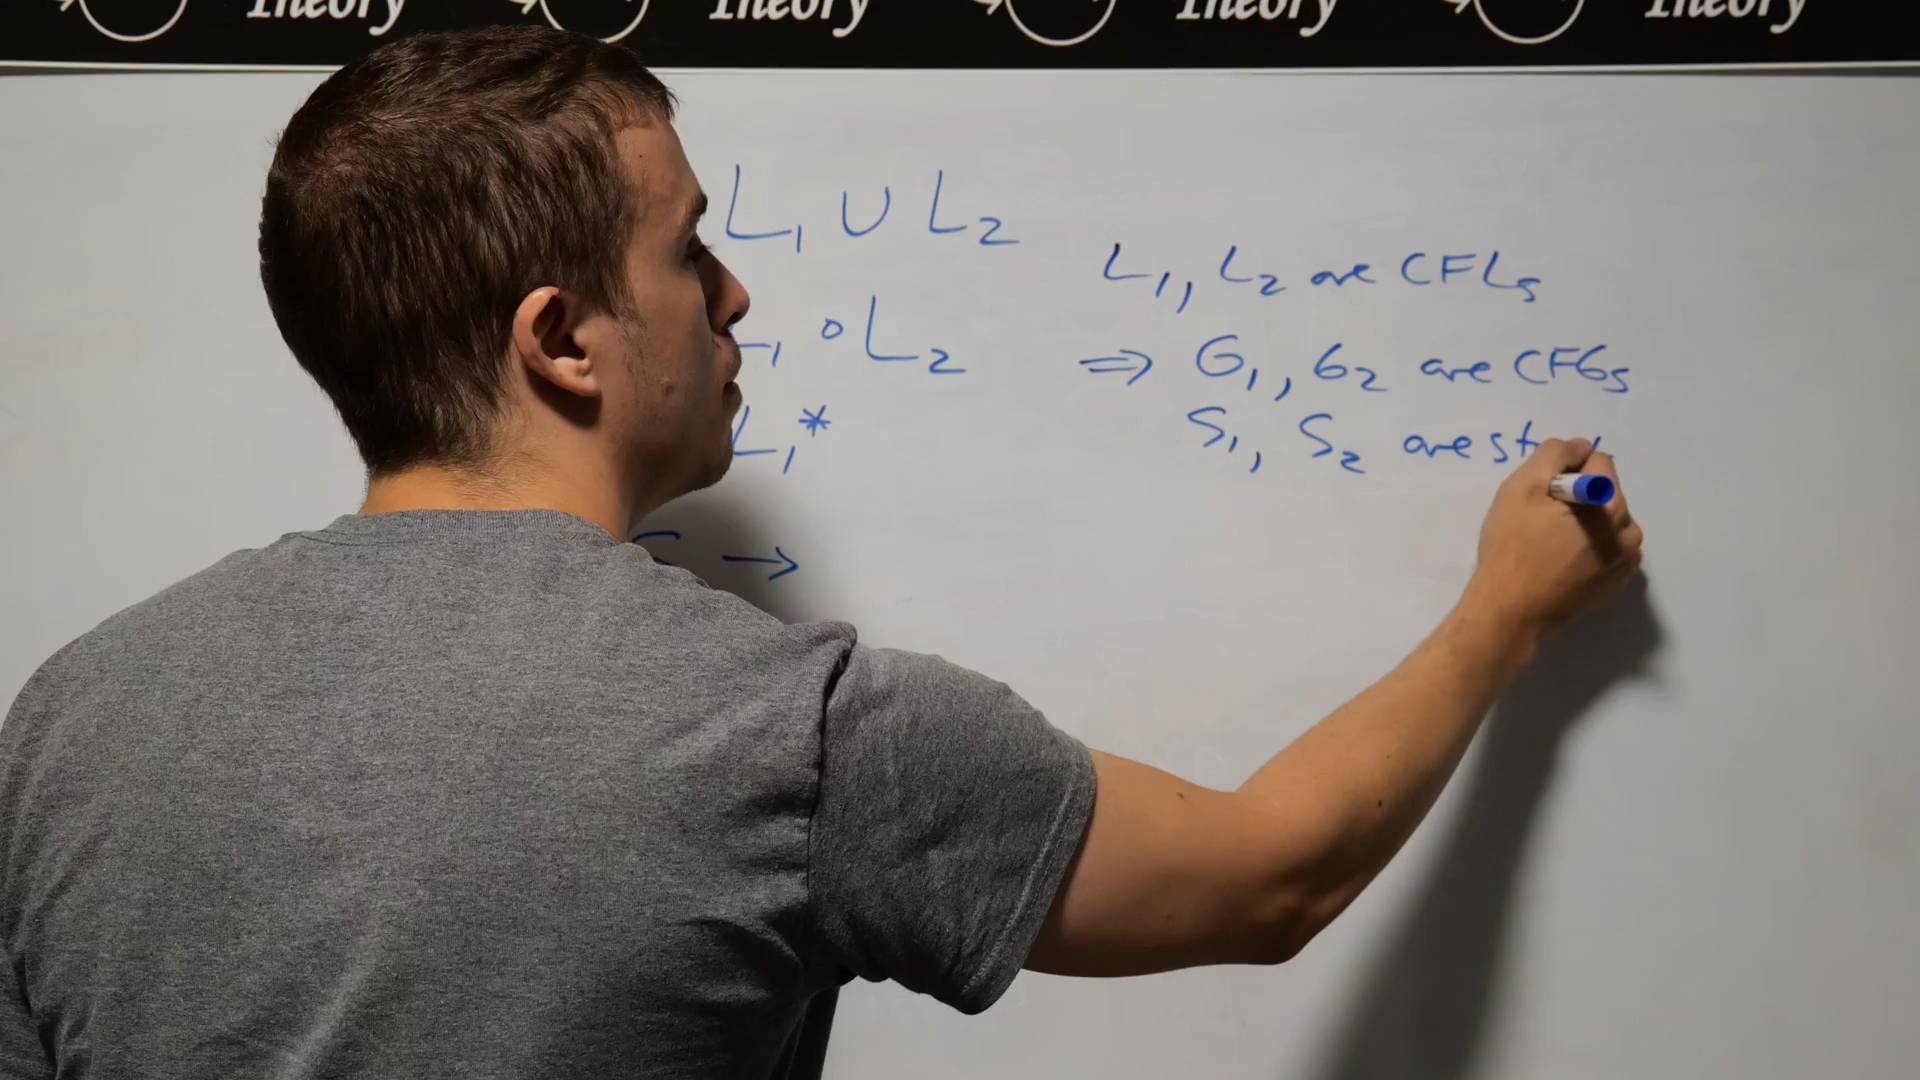 Theory Theory Theory Theory
L₁ ∪ L₂
L₁, L₂ are CFLs
L₁ ∘ L₂
⇒ G₁, G₂ are CFGs
L₁*
S₁, S₂ are
S →